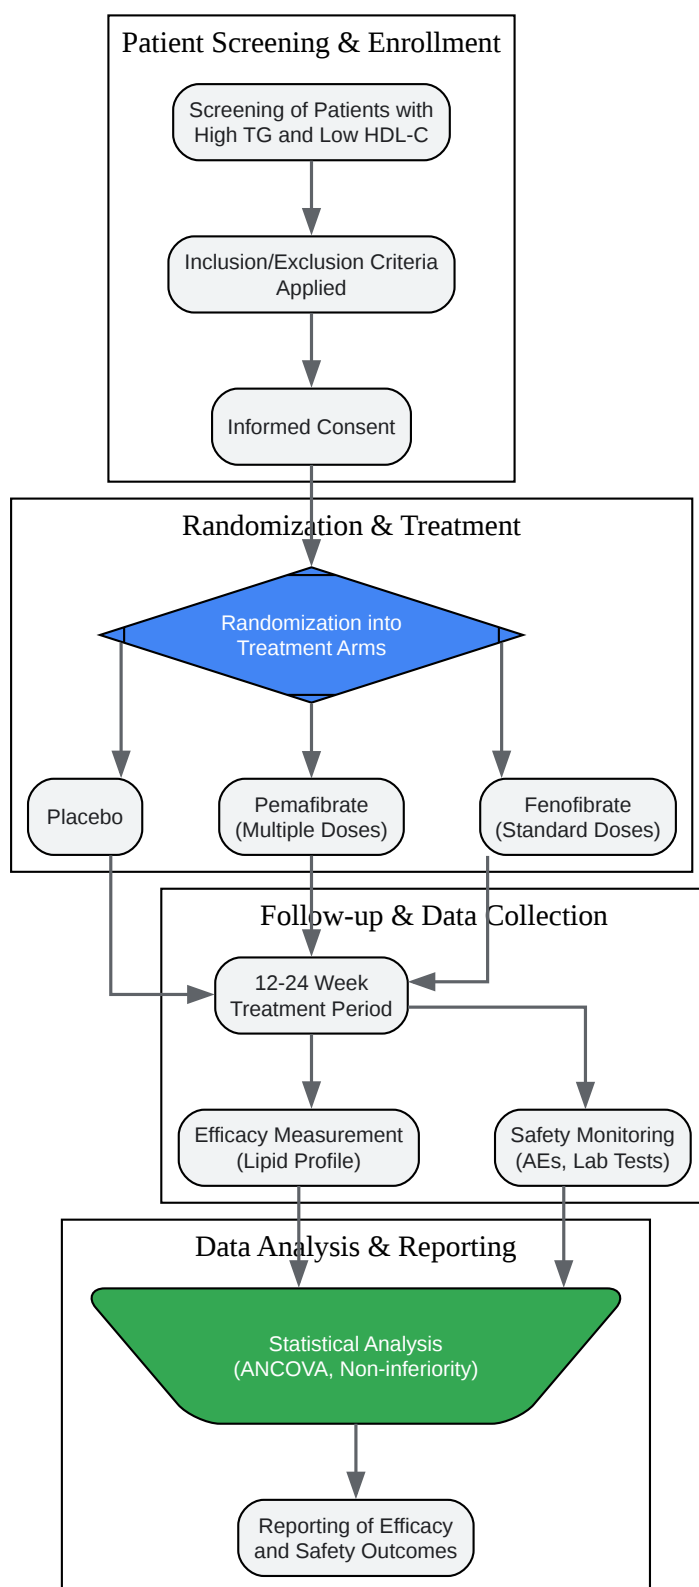 Patient Screening & Enrollment
Screening of Patients with
High TG and Low HDL-C
Inclusion/Exclusion Criteria
Applied
Informed Consent
Randomization & Treatment
Randomization into
Treatment Arms
Placebo
Pemafibrate
(Multiple Doses)
Fenofibrate
(Standard Doses)
Follow-up & Data Collection
12-24 Week
Treatment Period
Efficacy Measurement
(Lipid Profile)
Safety Monitoring
(AEs, Lab Tests)
Data Analysis & Reporting
Statistical Analysis
(ANCOVA, Non-inferiority)
Reporting of Efficacy
and Safety Outcomes